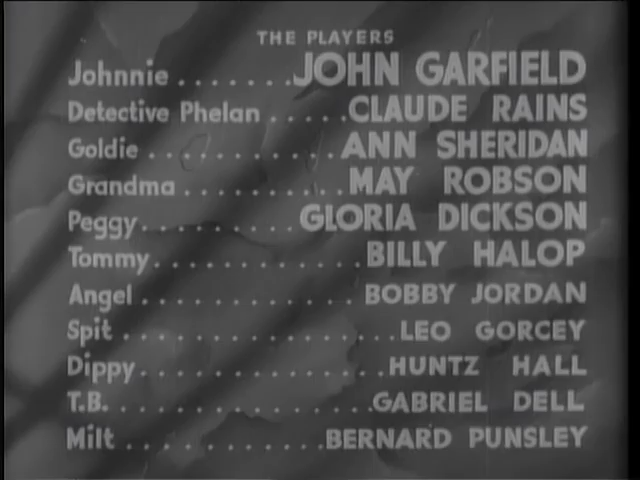 THE PLAYERS
Johnnie . . . . . . . JOHN GARFIELD
Detective Phelan . . . . . CLAUDE RAINS
Goldie . . . . . . . . . . . ANN SHERIDAN
Grandma . . . . . . . . . . MAY ROBSON
Peggy . . . . . . . . . GLORIA DICKSON
Tommy . . . . . . . . . . . . BILLY HALOP
Angel . . . . . . . . . . . . BOBBY JORDAN
Spit . . . . . . . . . . . . . . . . LEO GORCEY
Dippy . . . . . . . . . . . . . . HUNTZ HALL
T.B. . . . . . . . . . . . . . . . GABRIEL DELL
Milt . . . . . . . . . . . . BERNARD PUNSLEY